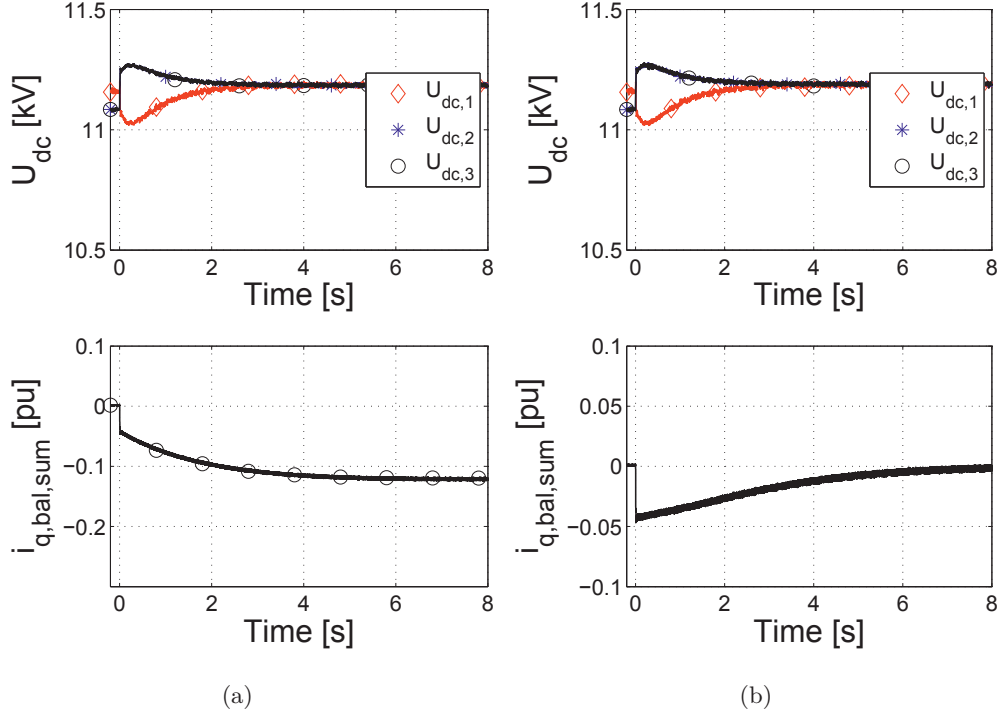 11.5
11
10.5
U_dc [kV]
U_dc,1
U_dc,2
U_dc,3
0 2 4 6 8
Time [s]
11.5
11
10.5
U_dc [kV]
U_dc,1
U_dc,2
U_dc,3
0 2 4 6 8
Time [s]
0.1
0
−0.1
−0.2
i_q,bal,sum [pu]
0 2 4 6 8
Time [s]
(a)
0.1
0.05
0
−0.05
−0.1
i_q,bal,sum [pu]
0 2 4 6 8
Time [s]
(b)